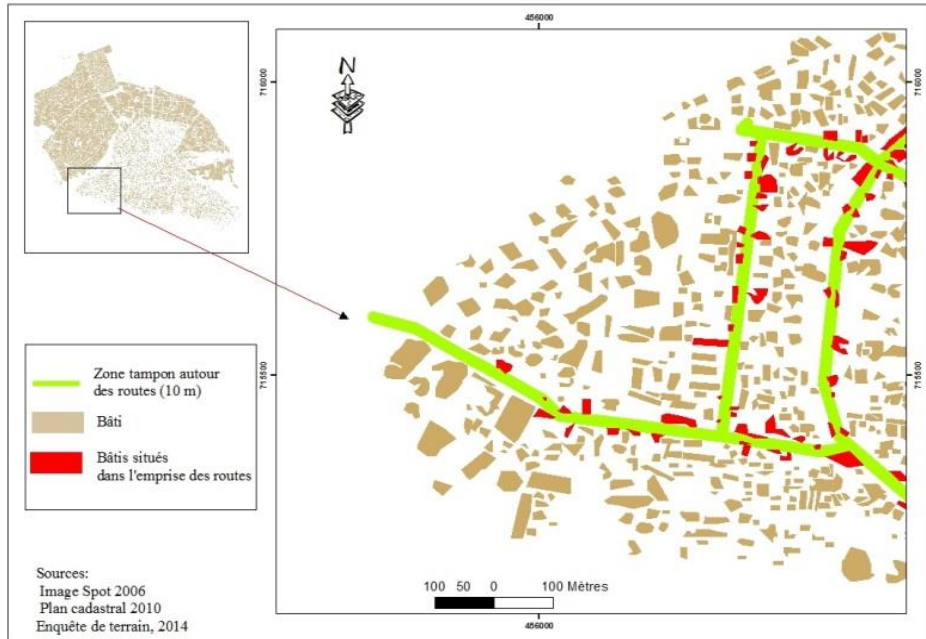 456000
716000
716000
N
715500
715500
Zone tampon autour
des routes (10 m)
Bâti
Bâtis situés
dans l'emprise des routes
Sources:
Image Spot 2006
Plan cadastral 2010
Enquête de terrain, 2014
100 50 0 100 Mètres
456000